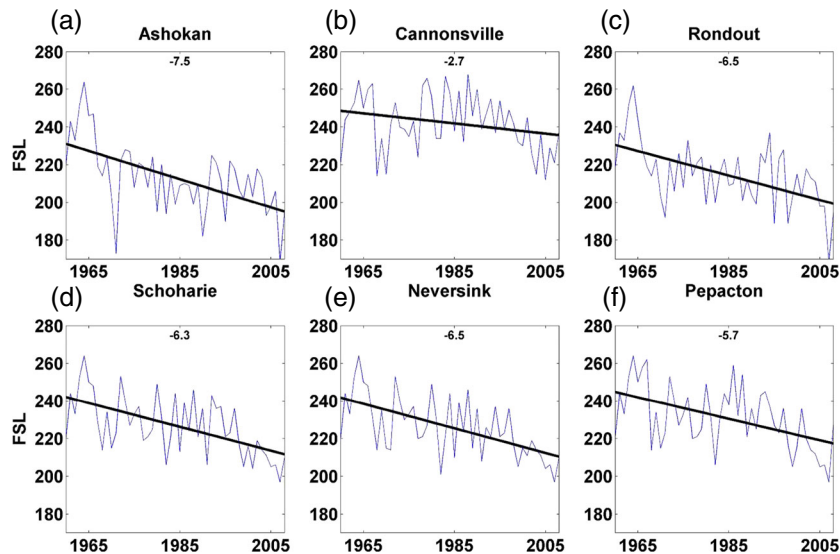 (a) Ashokan (b) Cannonsville (c) Rondout
280 -7.5 280 -2.7 280 -6.5
260 260 260
240 240 240
FSL
220 220 220
200 200 200
180 180 180
1965 1985 2005 1965 1985 2005 1965 1985 2005
(d) Schoharie (e) Neversink (f) Pepacton
280 -6.3 280 -6.5 280 -5.7
260 260 260
240 240 240
FSL
220 220 220
200 200 200
180 180 180
1965 1985 2005 1965 1985 2005 1965 1985 2005